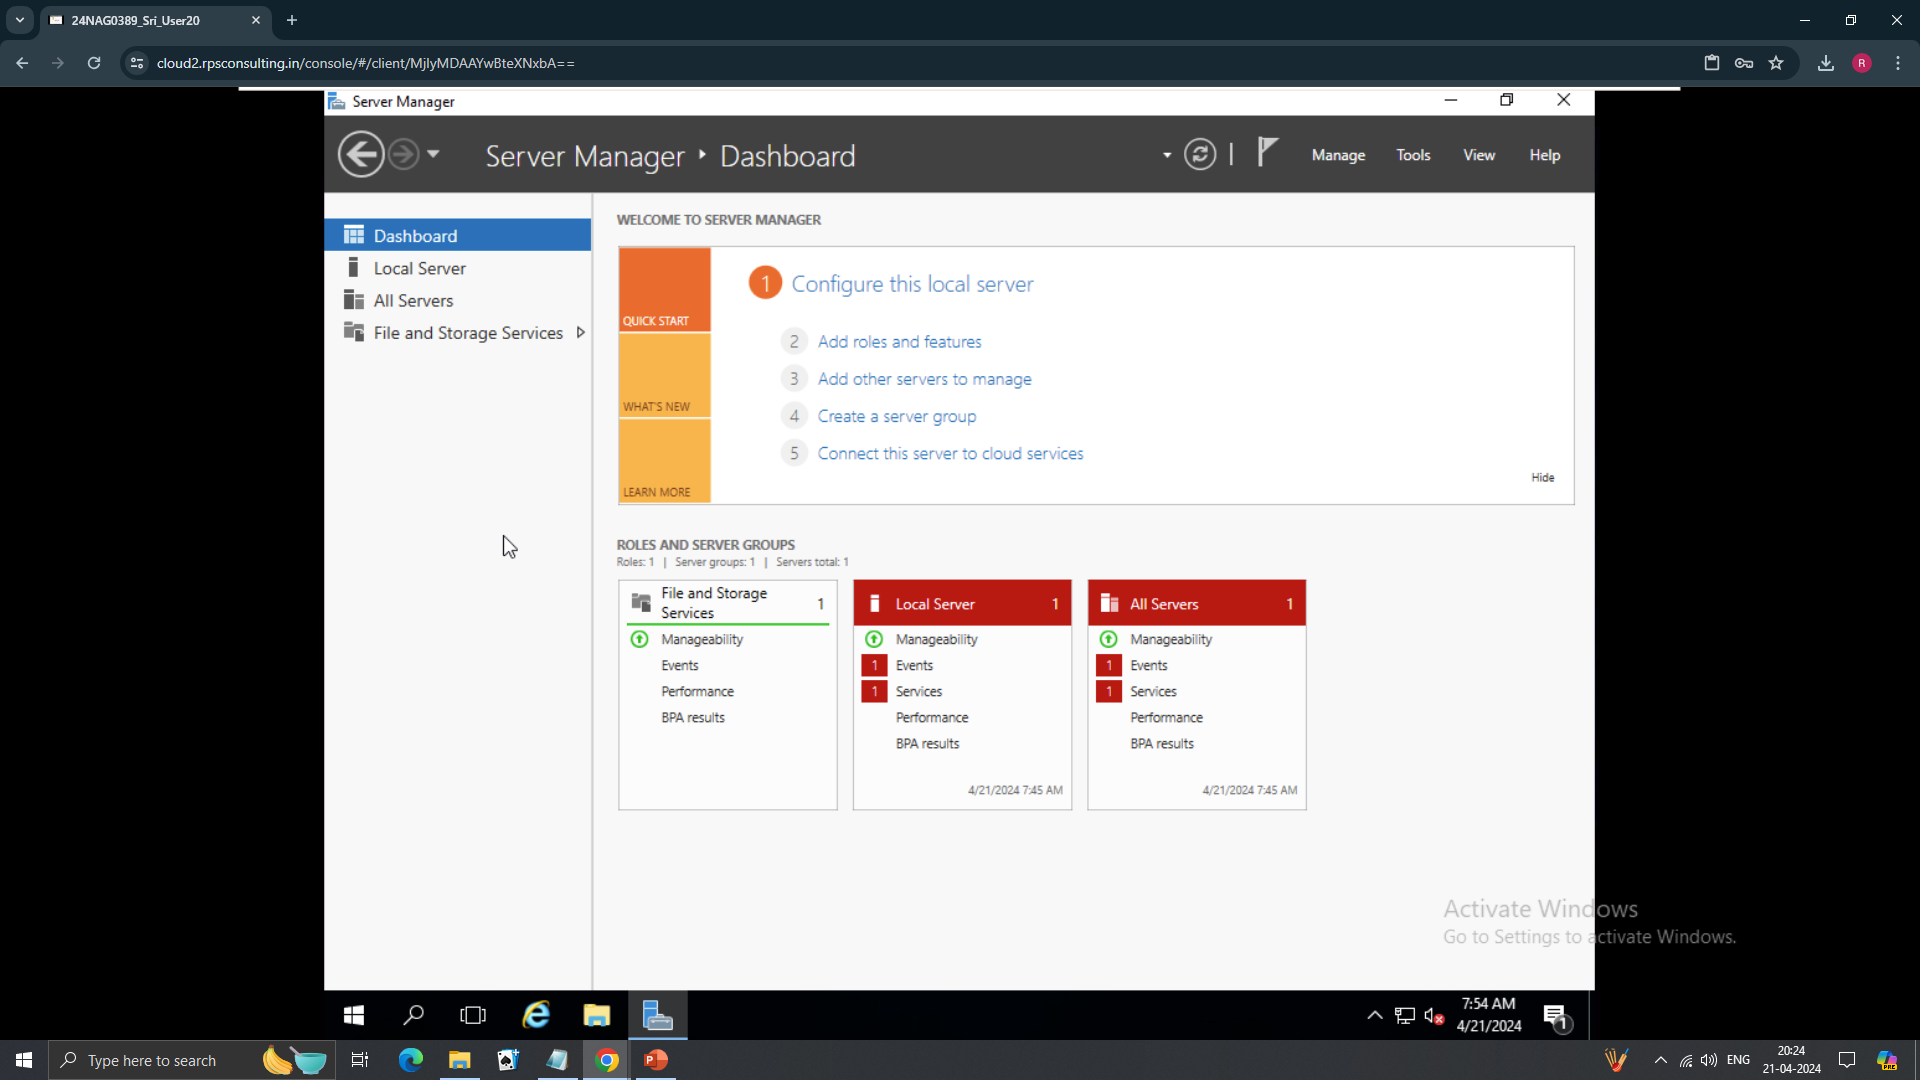 24NAG0389_Sri_User20
cloud2.rpsconsulting.in/console/#/client/MjIyMDAAYwBteXNxbA==
R
Server Manager
Server Manager ‣ Dashboard
Manage Tools View Help
Dashboard
Local Server
All Servers
File and Storage Services
WELCOME TO SERVER MANAGER
QUICK START
WHAT'S NEW
LEARN MORE
1 Configure this local server
2 Add roles and features
3 Add other servers to manage
4 Create a server group
5 Connect this server to cloud services
Hide
ROLES AND SERVER GROUPS
Roles: 1 | Server groups: 1 | Servers total: 1
File and Storage
Services 1
Manageability
Events
Performance
BPA results
Local Server 1
Manageability
1 Events
1 Services
Performance
BPA results
4/21/2024 7:45 AM
All Servers 1
Manageability
1 Events
1 Services
Performance
BPA results
4/21/2024 7:45 AM
Activate Windows
Go to Settings to activate Windows.
7:54 AM
4/21/2024
1
Type here to search
ENG
20:24
21-04-2024
PRE